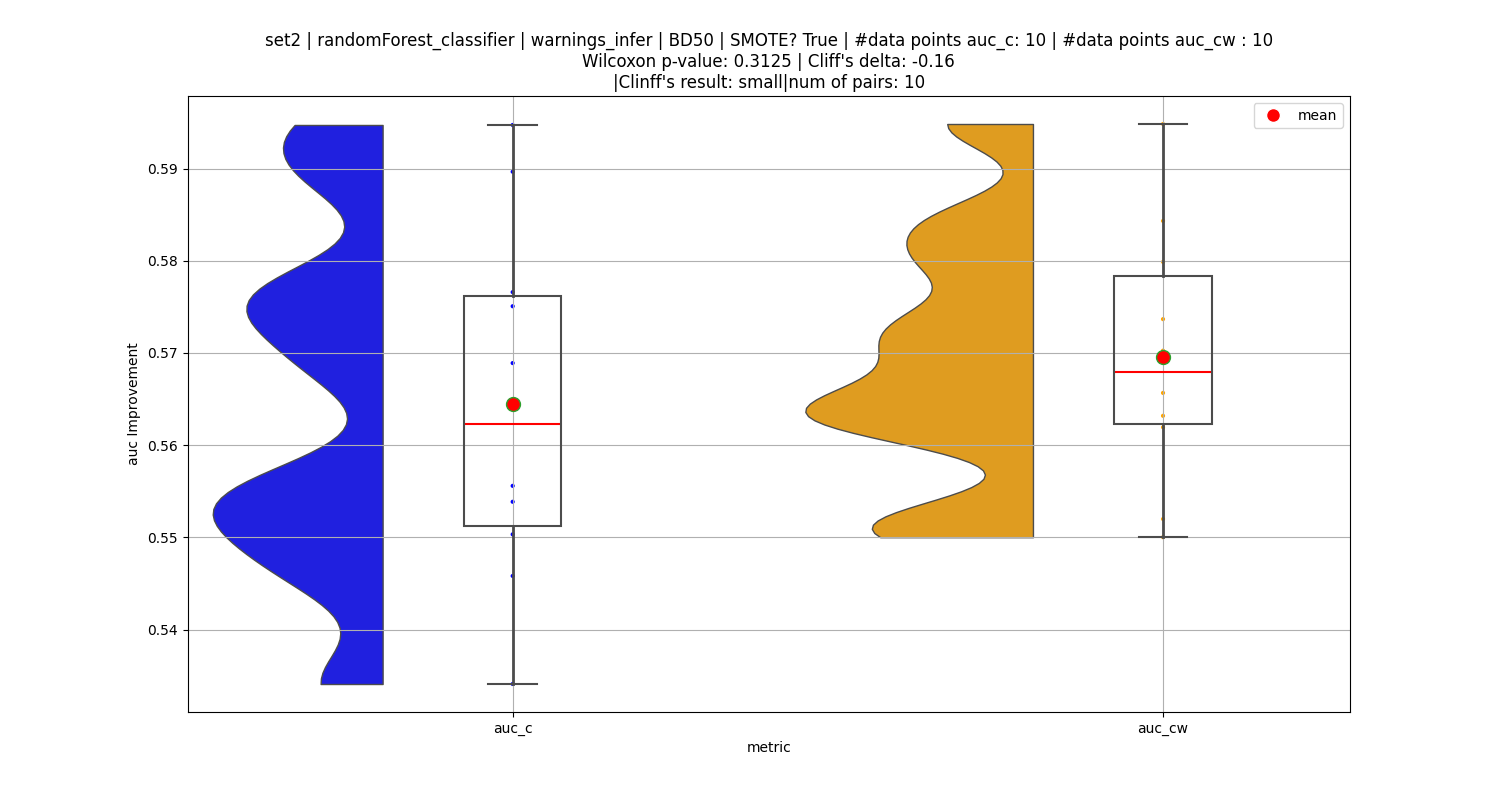 set2 | randomForest_classifier | warnings_infer | BD50 | SMOTE? True | #data points auc_c: 10 | #data points auc_cw : 10
Wilcoxon p-value: 0.3125 | Cliff's delta: -0.16
|Clinff's result: small|num of pairs: 10
mean
0.59
0.58
0.57
0.56
0.55
0.54
auc Improvement
auc_c
auc_cw
metric